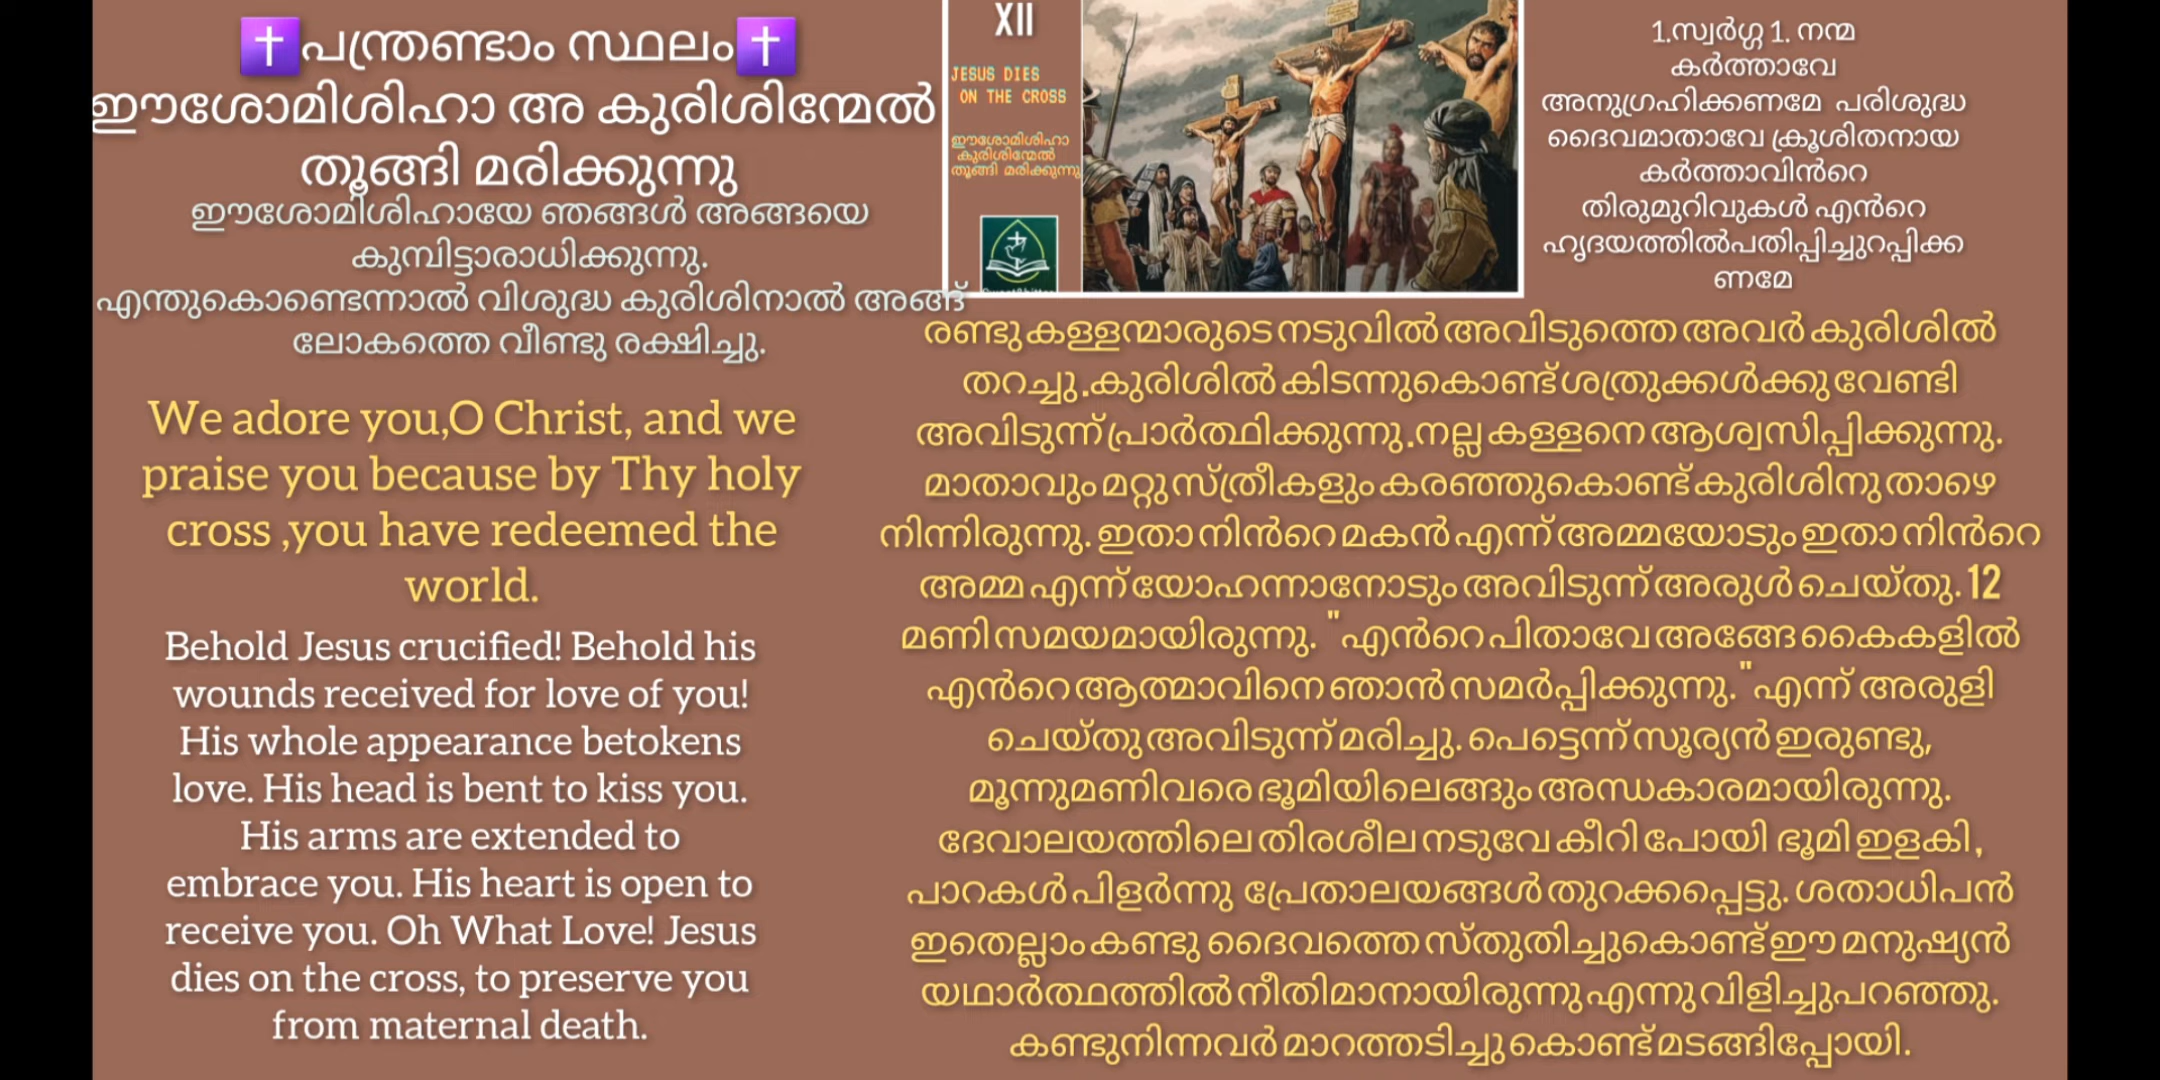 ✝️പന്ത്രണ്ടാം സ്ഥലം✝️
ഈശോമിശിഹാ അ കുരിശിന്മേൽ
തൂങ്ങി മരിക്കുന്നു
ഈശോമിശിഹായേ ഞങ്ങൾ അങ്ങയെ
കുമ്പിട്ടാരാധിക്കുന്നു.
എന്തുകൊണ്ടെന്നാൽ വിശുദ്ധ കുരിശിനാൽ അങ്ങ്
ലോകത്തെ വീണ്ടു രക്ഷിച്ചു.
We adore you,O Christ, and we
praise you because by Thy holy
cross ,you have redeemed the
world.
Behold Jesus crucified! Behold his
wounds received for love of you!
His whole appearance betokens
love. His head is bent to kiss you.
His arms are extended to
embrace you. His heart is open to
receive you. Oh What Love! Jesus
dies on the cross, to preserve you
from maternal death.
XII
JESUS DIES
ON THE CROSS
ഈശോമിശിഹാ
കുരിശിന്മേൽ
തൂങ്ങി മരിക്കുന്നു
1.സ്വർഗ്ഗ 1. നന്മ
കർത്താവേ
അനുഗ്രഹിക്കണമേ പരിശുദ്ധ
ദൈവമാതാവേ ക്രൂശിതനായ
കർത്താവിൻറെ
തിരുമുറിവുകൾ എൻറെ
ഹൃദയത്തിൽപതിപ്പിച്ചുറപ്പിക്ക
ണമേ
രണ്ടു കള്ളന്മാരുടെ നടുവിൽ അവിടുത്തെ അവർ കുരിശിൽ
തറച്ചു .കുരിശിൽ കിടന്നുകൊണ്ട് ശത്രുക്കൾക്കു വേണ്ടി
അവിടുന്ന് പ്രാർത്ഥിക്കുന്നു .നല്ല കള്ളനെ ആശ്വസിപ്പിക്കുന്നു.
മാതാവും മറ്റു സ്ത്രീകളും കരഞ്ഞുകൊണ്ട് കുരിശിനു താഴെ
നിന്നിരുന്നു. ഇതാ നിൻറെ മകൻ എന്ന് അമ്മയോടും ഇതാ നിൻറെ
അമ്മ എന്ന് യോഹന്നാനോടും അവിടുന്ന് അരുൾ ചെയ്തു. 12
മണി സമയമായിരുന്നു. "എൻറെ പിതാവേ അങ്ങേ കൈകളിൽ
എൻറെ ആത്മാവിനെ ഞാൻ സമർപ്പിക്കുന്നു. "എന്ന് അരുളി
ചെയ്തു അവിടുന്ന് മരിച്ചു. പെട്ടെന്ന് സൂര്യൻ ഇരുണ്ടു,
മൂന്നുമണിവരെ ഭൂമിയിലെങ്ങും അന്ധകാരമായിരുന്നു.
ദേവാലയത്തിലെ തിരശീല നടുവേ കീറി പോയി ഭൂമി ഇളകി ,
പാറകൾ പിളർന്നു പ്രേതാലയങ്ങൾ തുറക്കപ്പെട്ടു. ശതാധിപൻ
ഇതെല്ലാം കണ്ടു ദൈവത്തെ സ്തുതിച്ചുകൊണ്ട് ഈ മനുഷ്യൻ
യഥാർത്ഥത്തിൽ നീതിമാനായിരുന്നു എന്നു വിളിച്ചുപറഞ്ഞു.
കണ്ടുനിന്നവർ മാറത്തടിച്ചു കൊണ്ട് മടങ്ങിപ്പോയി.